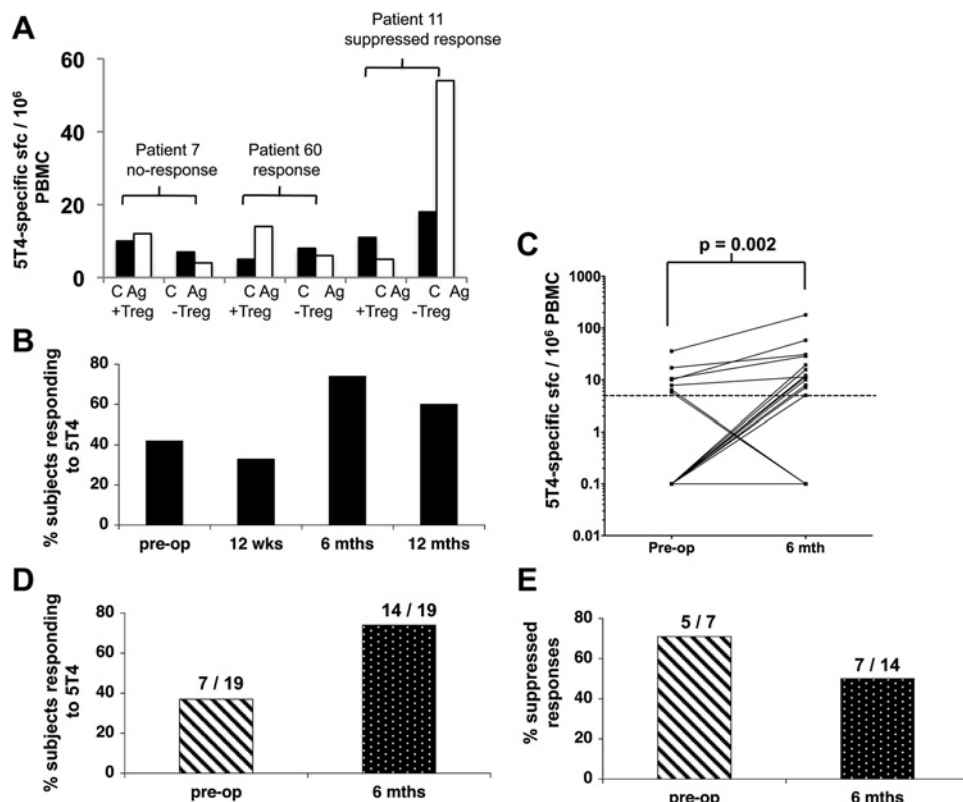 A
Patient 11
suppressed response
5T4-specific sfc / 10⁶
PBMC
60
40
20
0
Patient 7
no-response
Patient 60
response
C Ag C Ag C Ag C Ag C Ag C Ag
+Treg -Treg +Treg -Treg +Treg -Treg
B
% subjects responding
to 5T4
80
60
40
20
0
pre-op 12 wks 6 mths 12 mths
C
p = 0.002
5T4-specific sfc / 10⁶ PBMC
1000
100
10
1
0.1
0.01
Pre-op 6 mth
D
% subjects responding
to 5T4
80
60
40
20
0
7 / 19
14 / 19
pre-op 6 mths
E
% suppressed
responses
80
60
40
20
0
5 / 7
7 / 14
pre-op 6 mths